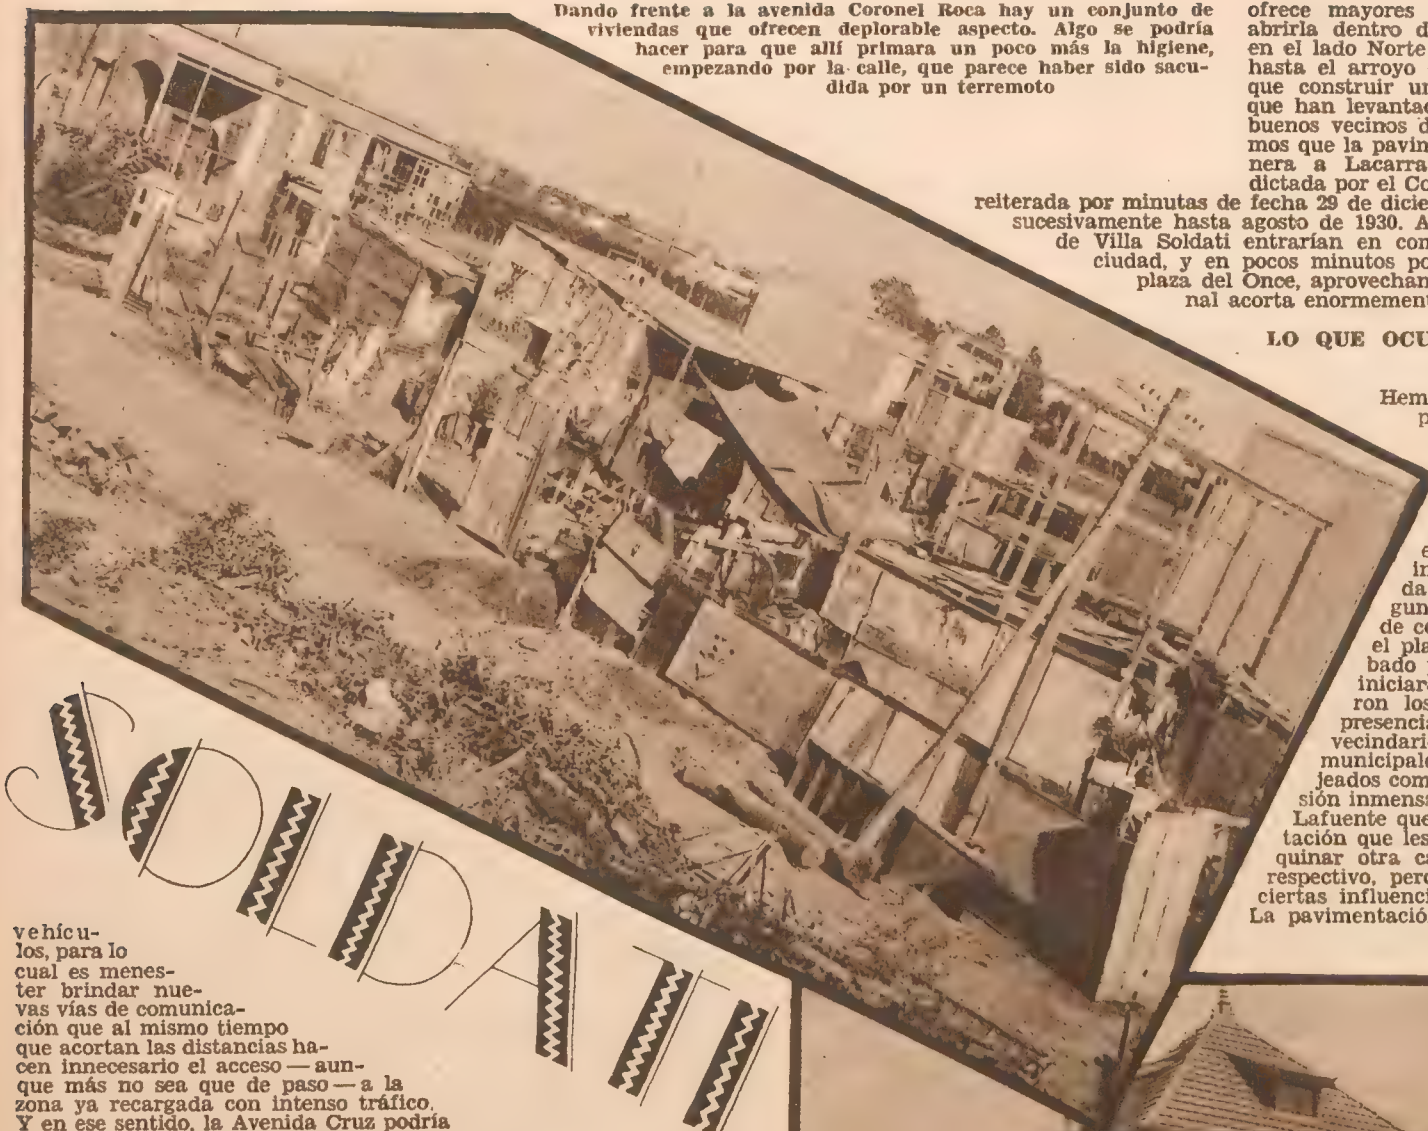 Dando frente a la avenida Coronel Roca hay un conjunto de
viviendas que ofrecen deplorable aspecto. Algo se podría
hacer para que allí primara un poco más la higiene,
empezando por la calle, que parece haber sido sacu-
dida por un terremoto
ofrece mayores
abrirla dentro d
en el lado Norte
hasta el arroyo
que construir un
que han levantad
buenos vecinos d
mos que la pavim
nera a Lacarra
dictada por el Co
reiterada por minutas de fecha 29 de dicie
sucesivamente hasta agosto de 1930. A
de Villa Soldati entrarían en con
ciudad, y en pocos minutos po
plaza del Once, aprovechan
nal acorta enormement
LO QUE OCU
Hem
p
e
in
da
gun
de co
el pla
bado
iniciar
ron los
presencia
vecindari
municipale
jeados com
sión inmens
Lafuente que
tación que les
quinar otra ca
respectivo, pero
ciertas influenci
La pavimentació
SOLDATI
vehícu-
los, para lo
cual es menes-
ter brindar nue-
vas vías de comunica-
ción que al mismo tiempo
que acortan las distancias ha-
cen innecesario el acceso — aun-
que más no sea que de paso — a la
zona ya recargada con intenso tráfico.
Y en ese sentido, la Avenida Cruz podría